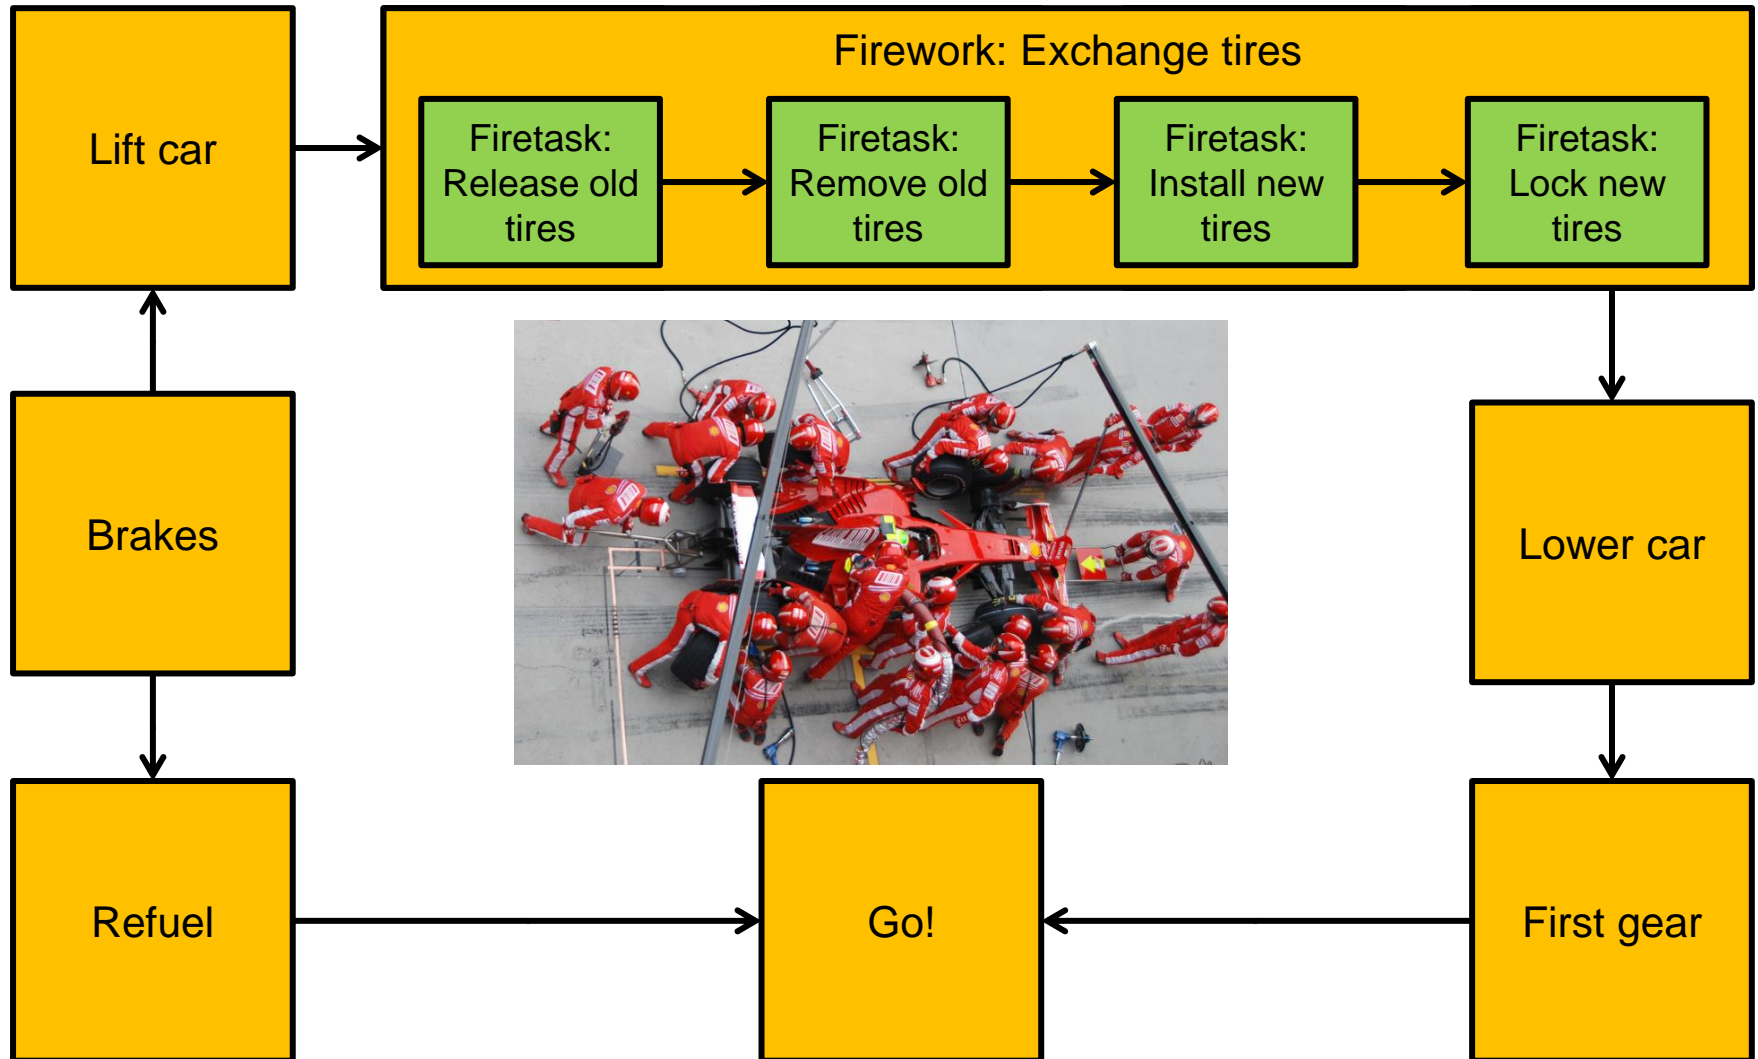 Lift car
Firework: Exchange tires
Firetask:
Release old
tires
Firetask:
Remove old
tires
Firetask:
Install new
tires
Firetask:
Lock new
tires
Brakes
Lower car
Refuel
Go!
First gear